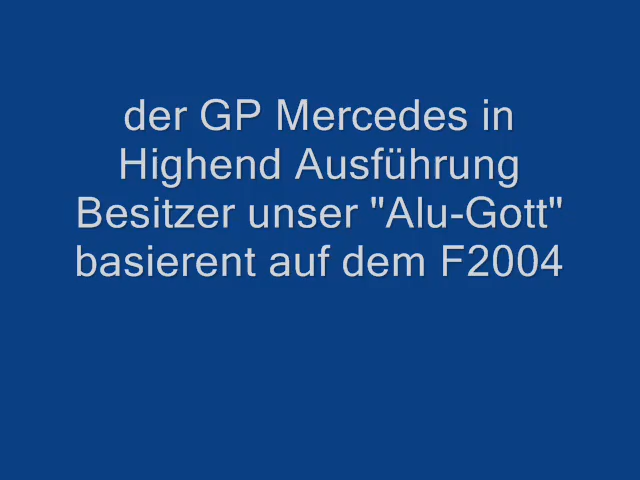 der GP Mercedes in
Highend Ausführung
Besitzer unser "Alu-Gott"
basierent auf dem F2004